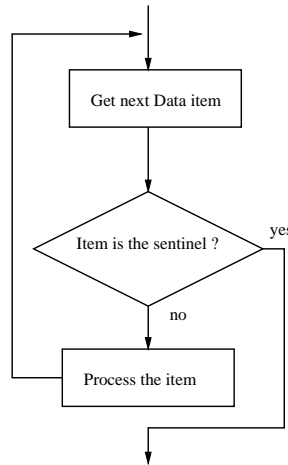 Get next Data item
Item is the sentinel ?
yes
no
Process the item